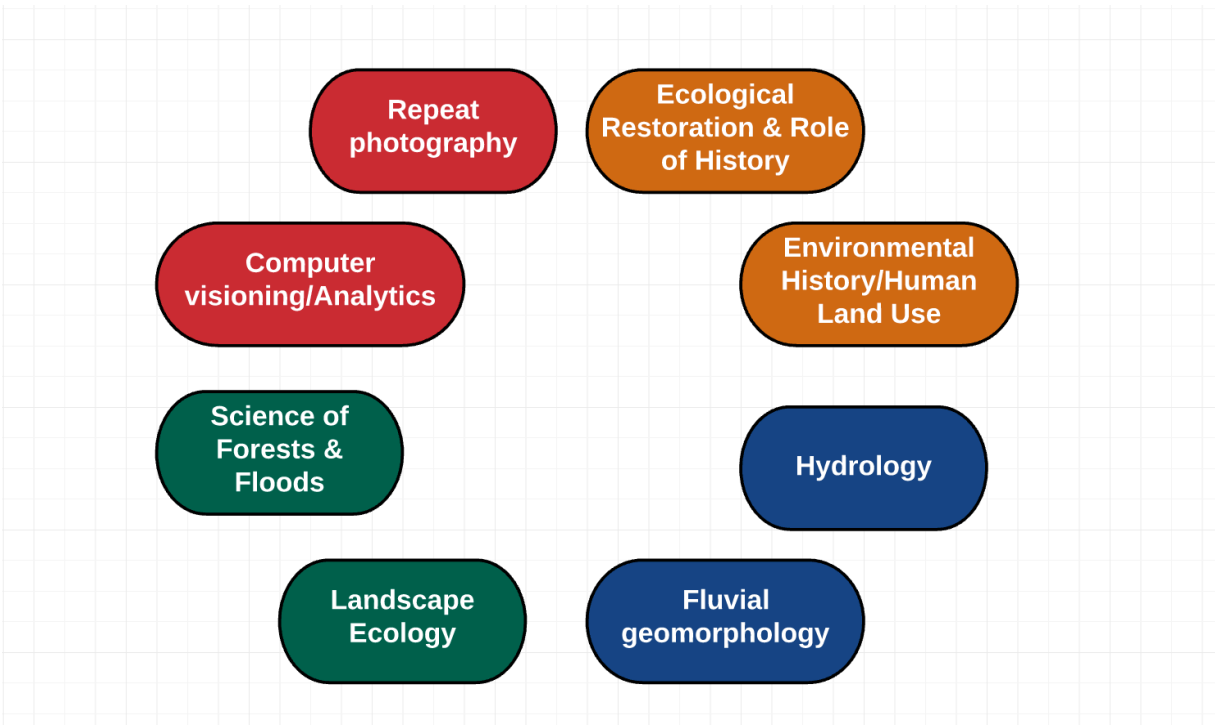 Repeat
photography
Ecological
Restoration & Role
of History
Computer
visioning/Analytics
Environmental
History/Human
Land Use
Science of
Forests &
Floods
Hydrology
Landscape
Ecology
Fluvial
geomorphology